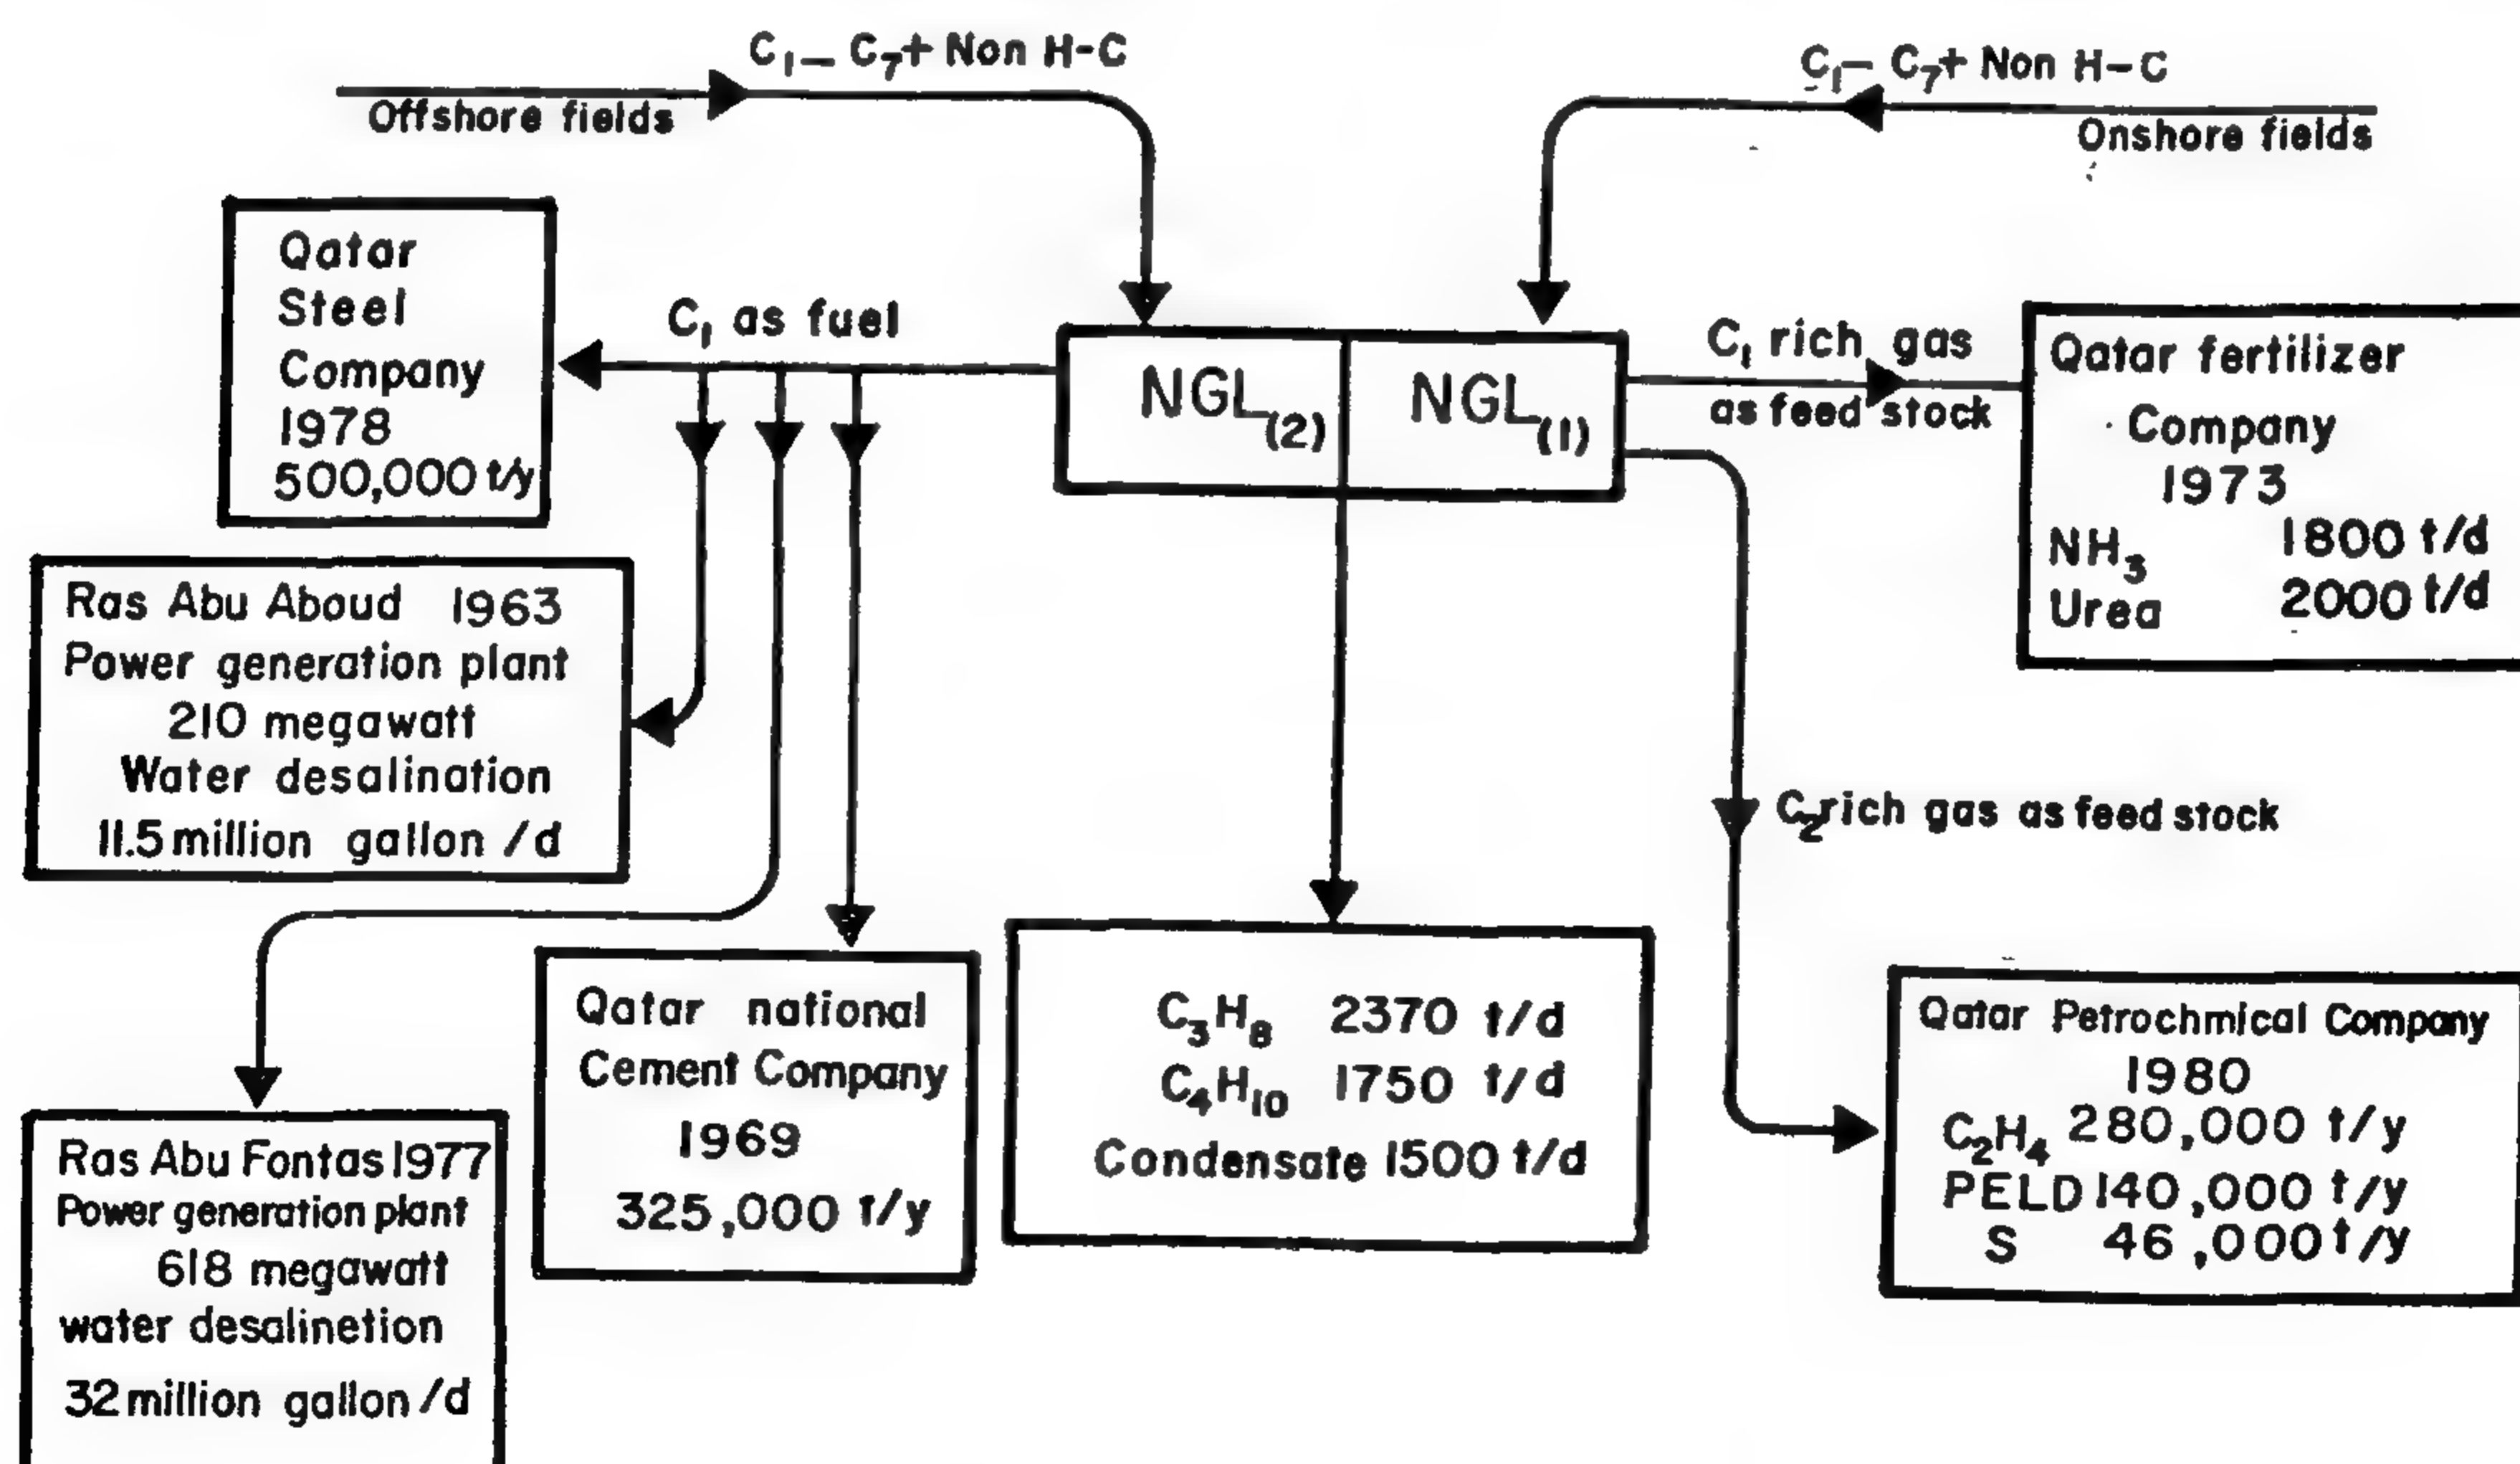 C₁— C₇+ Non H-C
Offshore fields
C₁— C₇+ Non H-C
Onshore fields
Qatar
Steel
Company
1978
500,000 t/y
C₁ as fuel
NGL(2)
NGL(1)
C₁ rich gas
as feed stock
Qatar fertilizer
Company
1973
NH₃ 1800 t/d
Urea 2000 t/d
Ras Abu Aboud 1963
Power generation plant
210 megawatt
Water desalination
11.5 million gallon /d
C₂rich gas as feed stock
Ras Abu Fontas 1977
Power generation plant
618 megawatt
water desalinetion
32 million gallon /d
Qatar national
Cement Company
1969
325,000 t/y
C₃H₈ 2370 t/d
C₄H₁₀ 1750 t/d
Condensate 1500 t/d
Qatar Petrochmical Company
1980
C₂H₄ 280,000 t/y
PELD 140,000 t/y
S 46,000 t/y